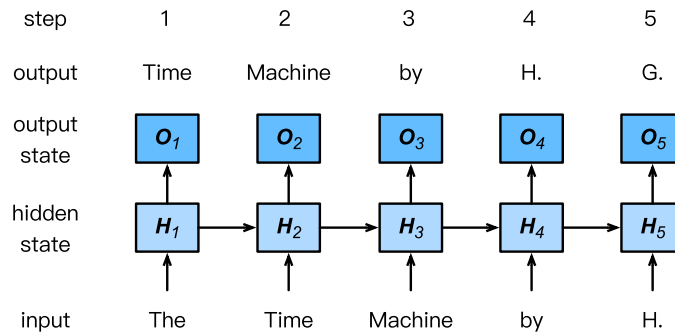 step 1 2 3 4 5
output Time Machine by H. G.
output state O1 O2 O3 O4 O5
hidden state H1 H2 H3 H4 H5
input The Time Machine by H.